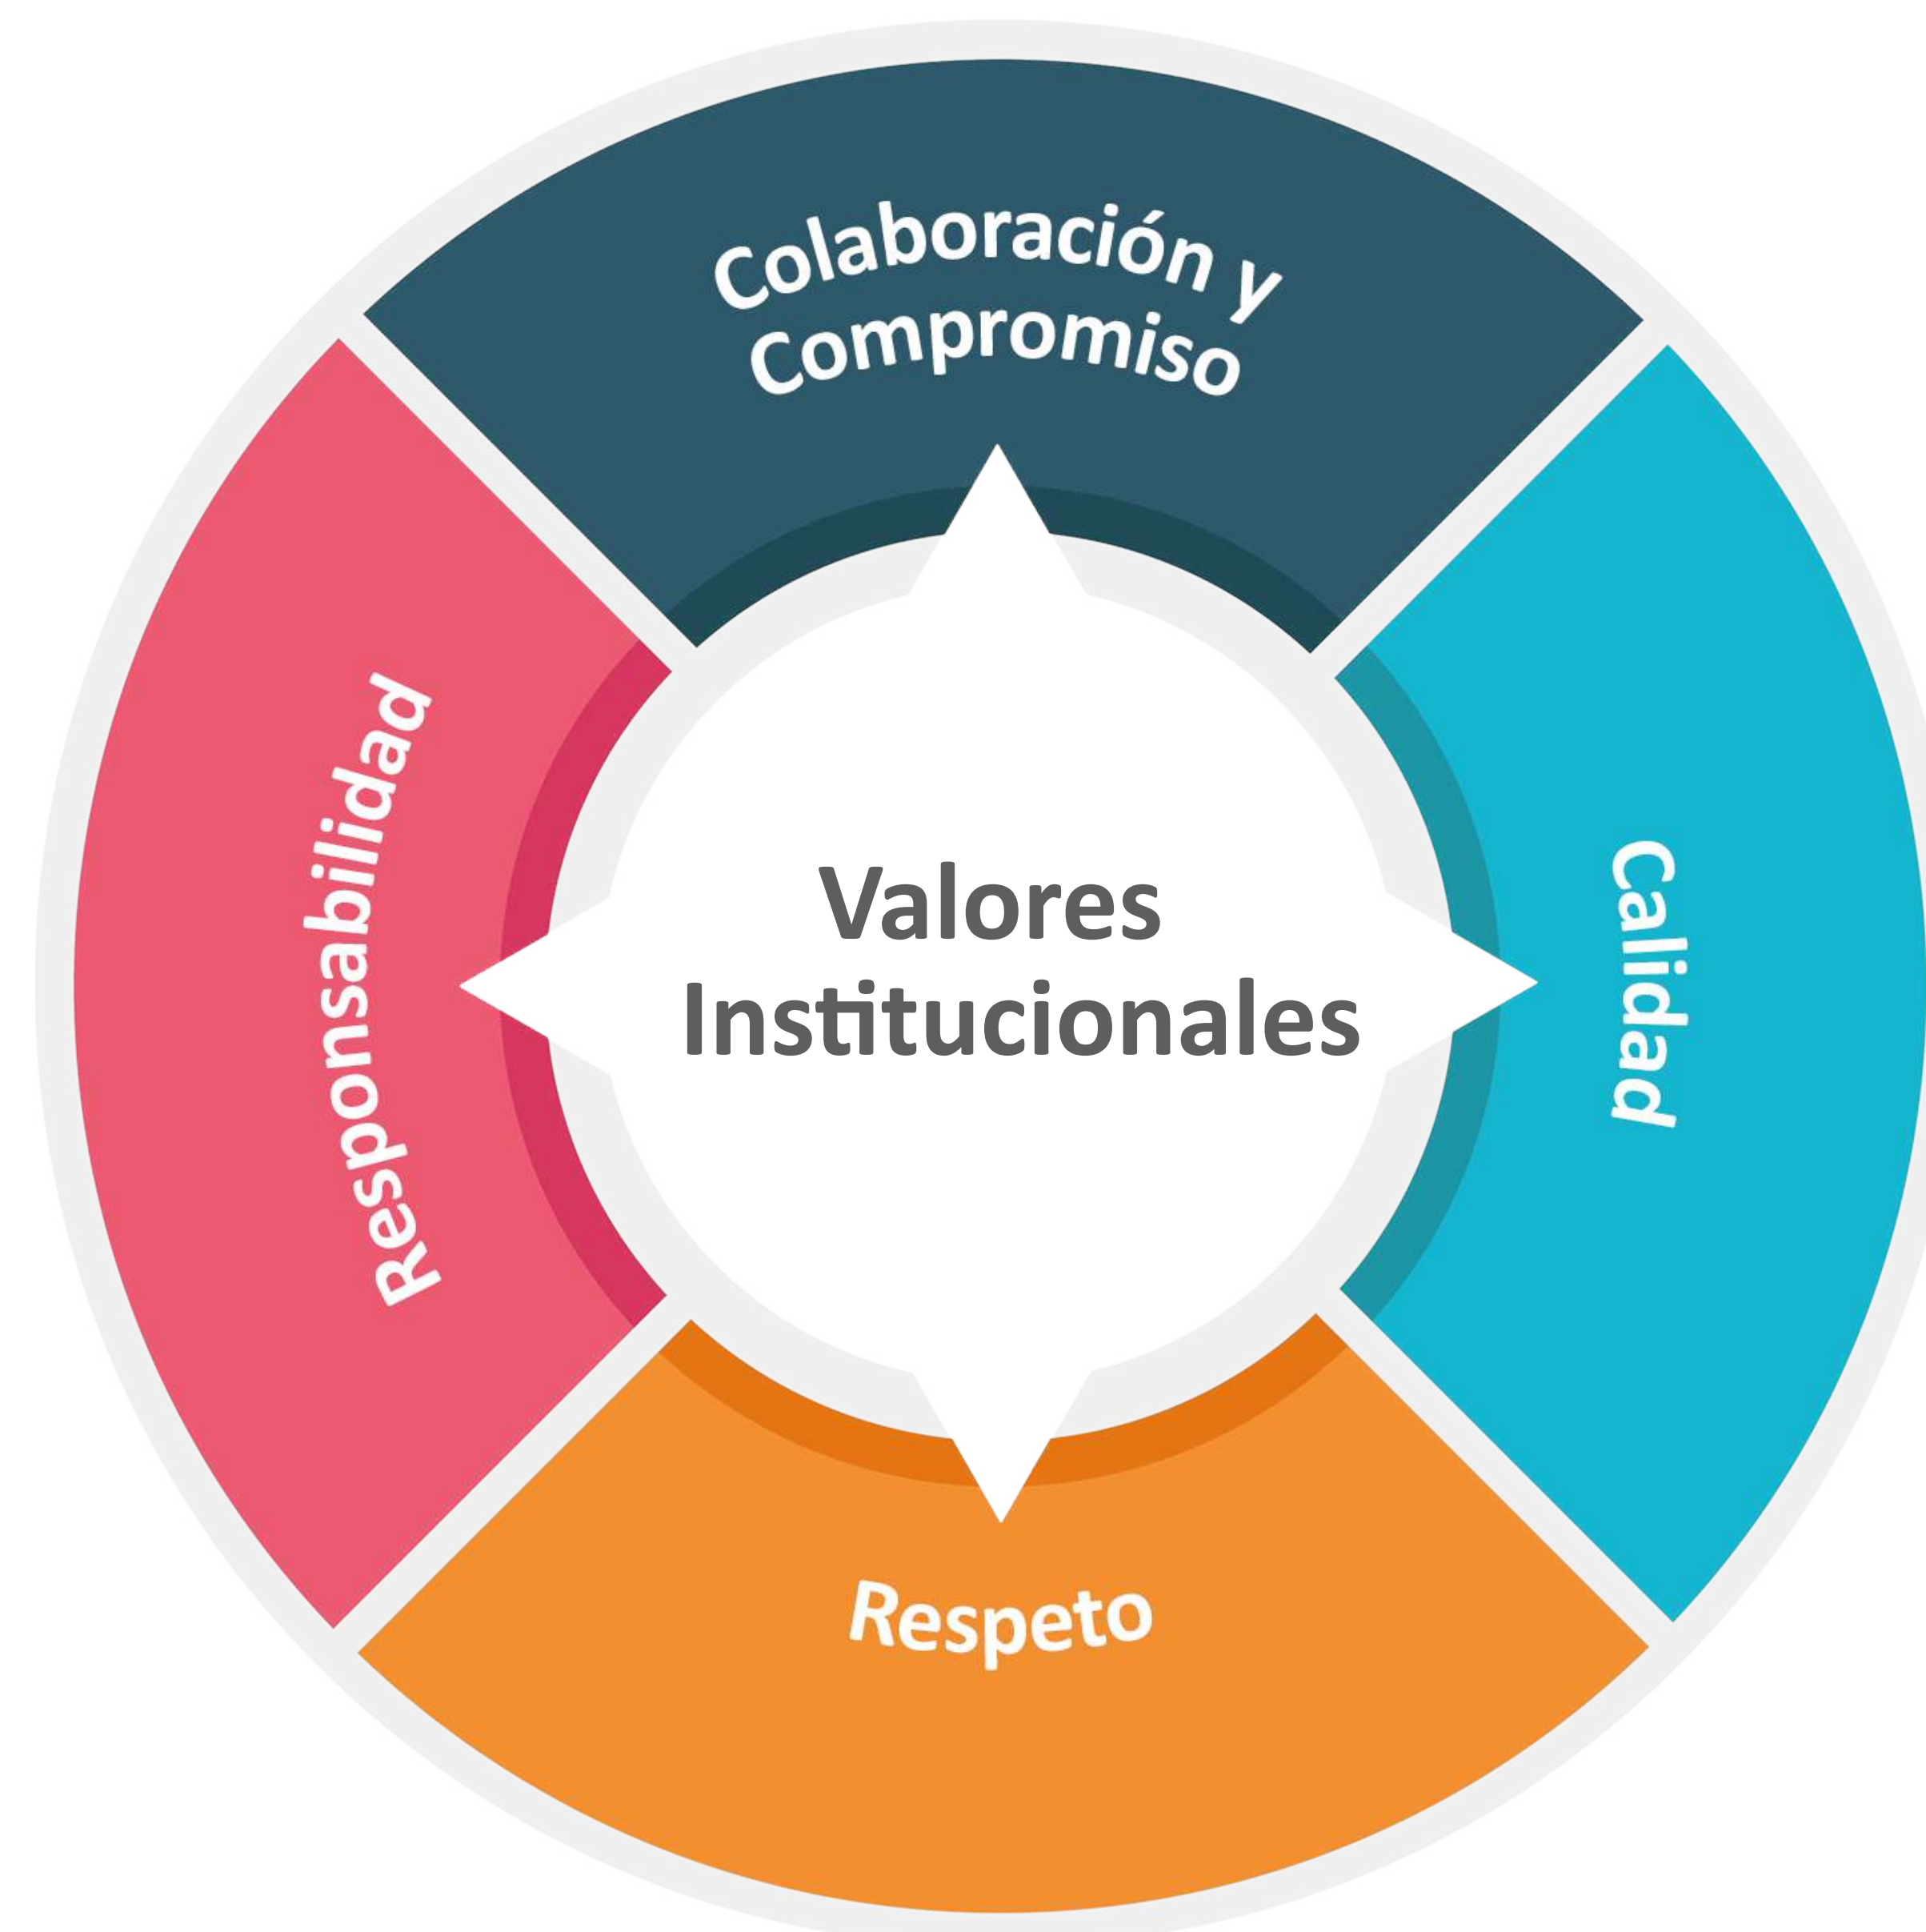 Colaboración y
Compromiso
Responsabilidad
Valores
Institucionales
Calidad
Respeto